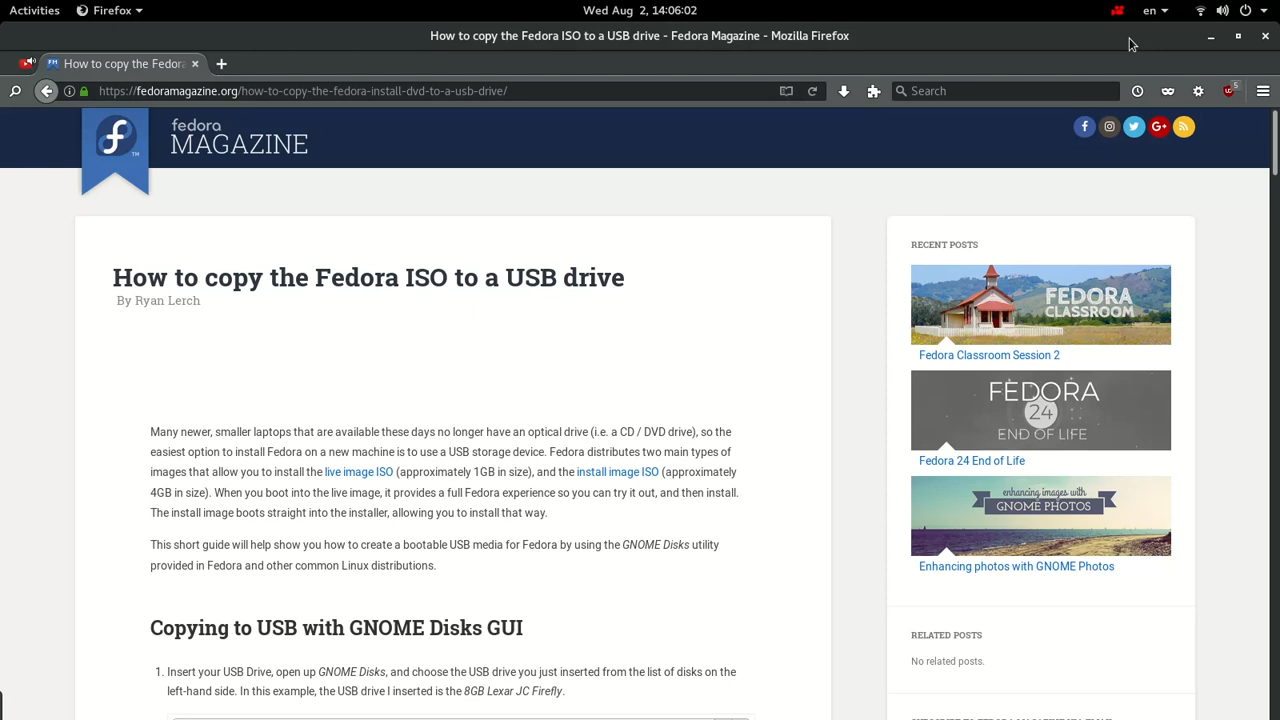 Activities
Firefox
Wed Aug 2, 14:06:02
en
How to copy the Fedora ISO to a USB drive - Fedora Magazine - Mozilla Firefox
How to copy the Fedora
https://fedoramagazine.org/how-to-copy-the-fedora-install-dvd-to-a-usb-drive/
Search
5
fedora
MAGAZINE
How to copy the Fedora ISO to a USB drive
By Ryan Lerch
Many newer, smaller laptops that are available these days no longer have an optical drive (i.e. a CD / DVD drive), so the
easiest option to install Fedora on a new machine is to use a USB storage device. Fedora distributes two main types of
images that allow you to install the live image ISO (approximately 1GB in size), and the install image ISO (approximately
4GB in size). When you boot into the live image, it provides a full Fedora experience so you can try it out, and then install.
The install image boots straight into the installer, allowing you to install that way.
This short guide will help show you how to create a bootable USB media for Fedora by using the GNOME Disks utility
provided in Fedora and other common Linux distributions.
Copying to USB with GNOME Disks GUI
1. Insert your USB Drive, open up GNOME Disks, and choose the USB drive you just inserted from the list of disks on the
left-hand side. In this example, the USB drive I inserted is the 8GB Lexar JC Firefly.
RECENT POSTS
FEDORA
CLASSROOM
Fedora Classroom Session 2
FEDORA
24
END OF LIFE
Fedora 24 End of Life
enhancing images with
GNOME PHOTOS
Enhancing photos with GNOME Photos
RELATED POSTS
No related posts.